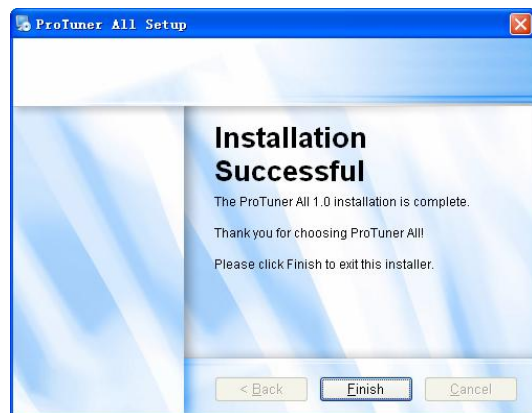 ProTuner All Setup
Installation
Successful
The ProTuner All 1.0 installation is complete.
Thank you for choosing ProTuner All!
Please click Finish to exit this installer.
< Back
Finish
Cancel